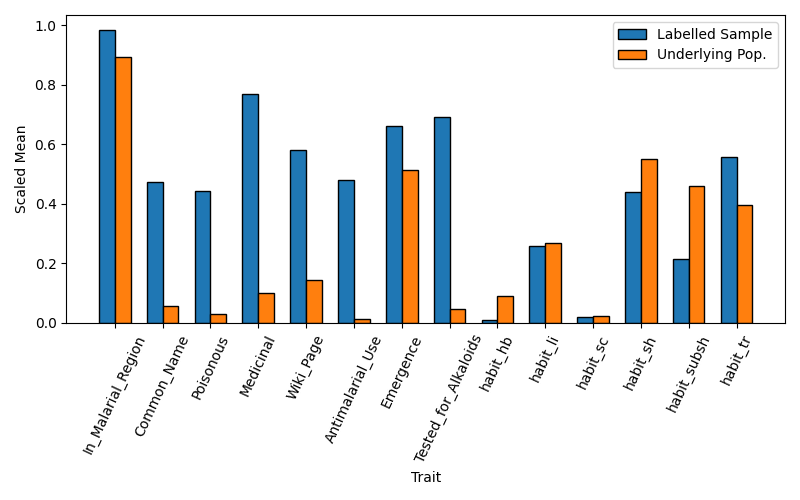 Labelled Sample
Underlying Pop.
Scaled Mean
1.0
0.8
0.6
0.4
0.2
0.0
In_Malarial_Region
Common_Name
Poisonous
Medicinal
Wiki_Page
Antimalarial_Use
Emergence
Tested_for_Alkaloids
habit_hb
habit_li
habit_sc
habit_sh
habit_subsh
habit_tr
Trait